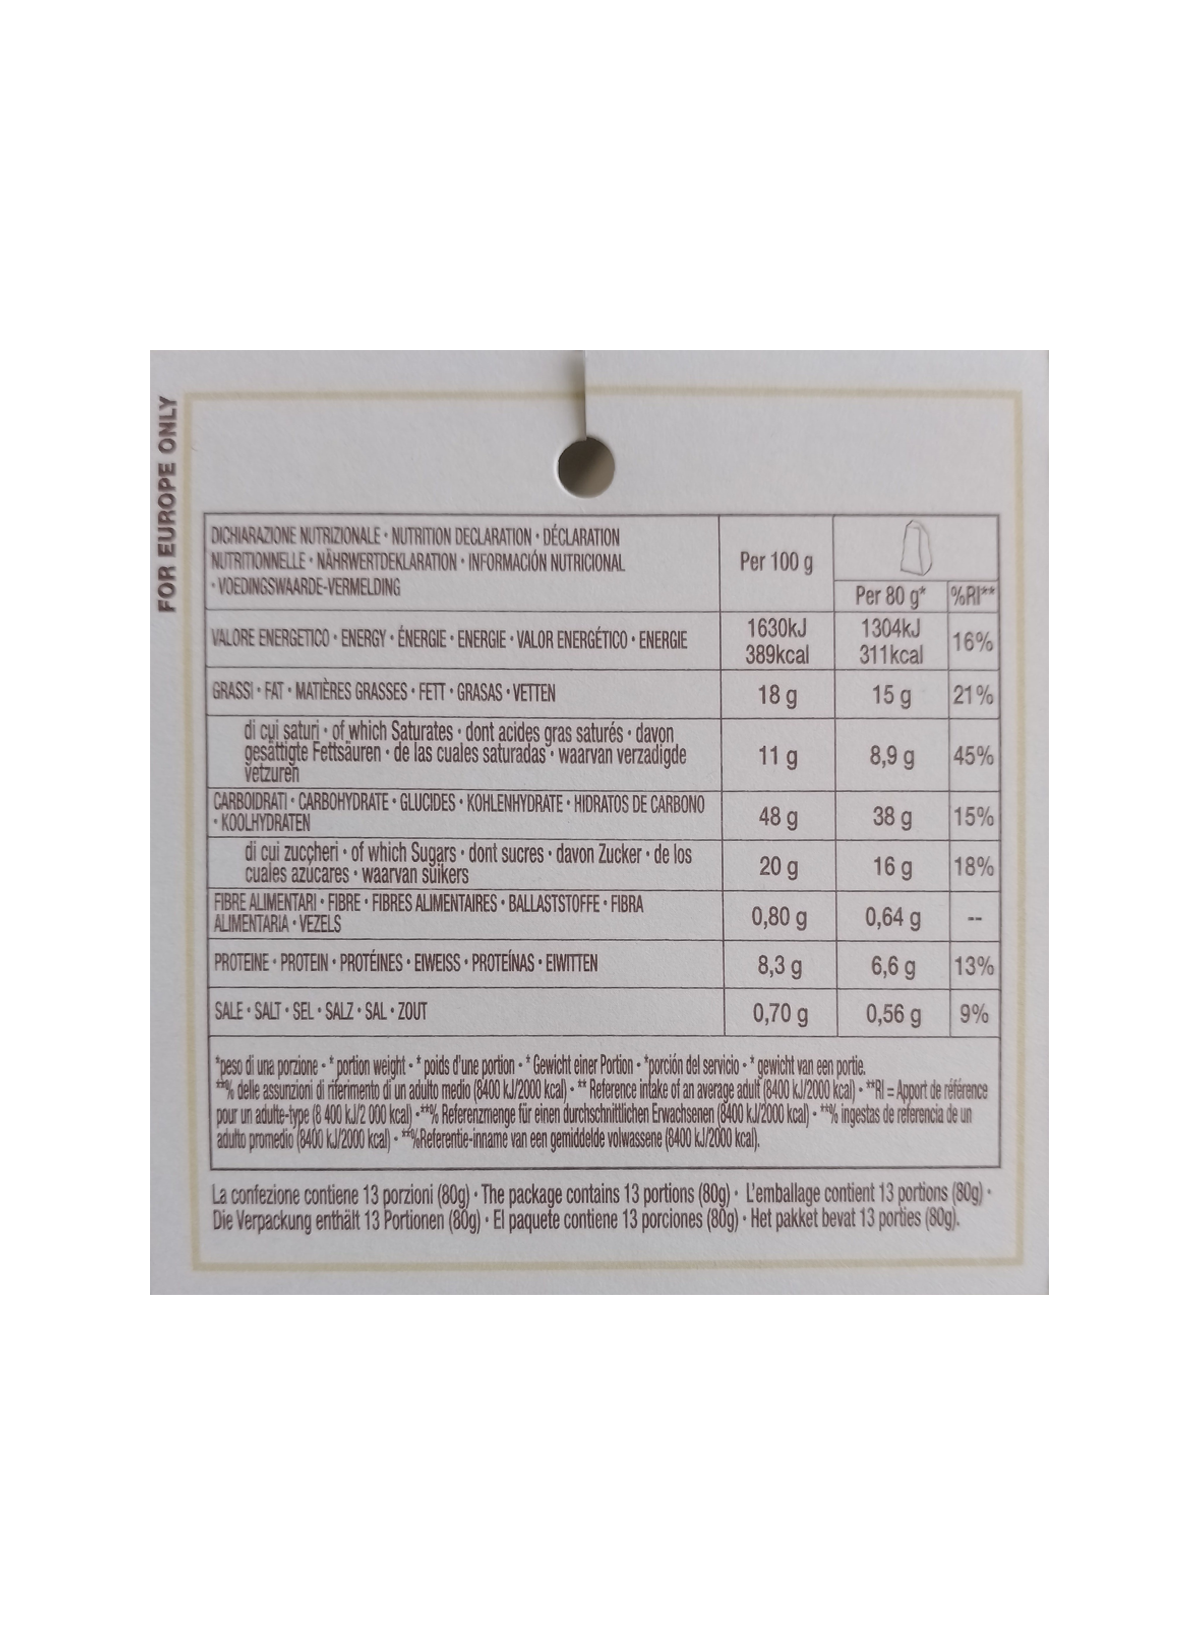 FOR EUROPE ONLY
DICHIARAZIONE NUTRIZIONALE • NUTRITION DECLARATION • DÉCLARATION
NUTRITIONNELLE • NÄHRWERTDEKLARATION • INFORMACIÓN NUTRICIONAL
• VOEDINGSWAARDE-VERMELDING
Per 100 g
Per 80 g* %RI**
VALORE ENERGETICO • ENERGY • ÉNERGIE • ENERGIE • VALOR ENERGÉTICO • ENERGIE
1630kJ
389kcal
1304kJ
311kcal
16%
GRASSI • FAT • MATIÈRES GRASSES • FETT • GRASAS • VETTEN 18 g 15 g 21%
di cui saturi • of which Saturates • dont acides gras saturés • davon
gesättigte Fettsäuren • de las cuales saturadas • waarvan verzadigde
vetzuren
11 g 8,9 g 45%
CARBOIDRATI • CARBOHYDRATE • GLUCIDES • KOHLENHYDRATE • HIDRATOS DE CARBONO
• KOOLHYDRATEN
48 g 38 g 15%
di cui zuccheri • of which Sugars • dont sucres • davon Zucker • de los
cuales azúcares • waarvan suikers
20 g 16 g 18%
FIBRE ALIMENTARI • FIBRE • FIBRES ALIMENTAIRES • BALLASTSTOFFE • FIBRA
ALIMENTARIA • VEZELS
0,80 g 0,64 g --
PROTEINE • PROTEIN • PROTÉINES • EIWEISS • PROTEÍNAS • EIWITTEN 8,3 g 6,6 g 13%
SALE • SALT • SEL • SALZ • SAL • ZOUT 0,70 g 0,56 g 9%
*peso di una porzione • * portion weight • * poids d'une portion • * Gewicht einer Portion • *porción del servicio • * gewicht van een portie.
**% delle assunzioni di riferimento di un adulto medio (8400 kJ/2000 kcal) • ** Reference intake of an average adult (8400 kJ/2000 kcal) • **RI = Apport de référence
pour un adulte-type (8 400 kJ/2 000 kcal) •**% Referenzmenge für einen durchschnittlichen Erwachsenen (8400 kJ/2000 kcal) • **% ingestas de referencia de un
adulto promedio (8400 kJ/2000 kcal) • **%Referentie-inname van een gemiddelde volwassene (8400 kJ/2000 kcal).
La confezione contiene 13 porzioni (80g) • The package contains 13 portions (80g) • L'emballage contient 13 portions (80g) •
Die Verpackung enthält 13 Portionen (80g) • El paquete contiene 13 porciones (80g) • Het pakket bevat 13 porties (80g).